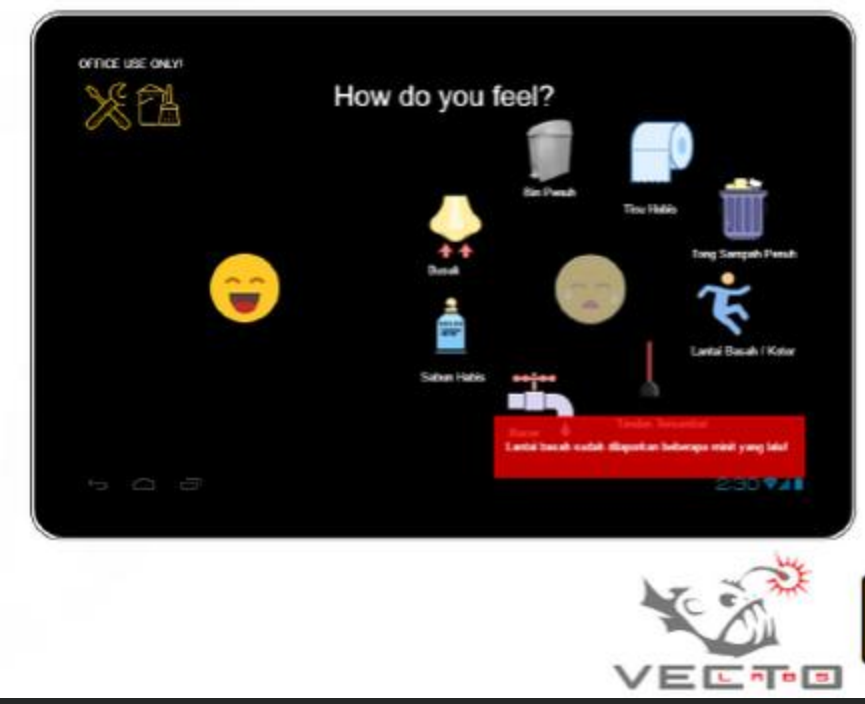 OFFICE USE ONLY!
How do you feel?
Bin Penuh
Tisu Habis
Tong Sampah Penuh
Busuk
Lantai Basah / Kotor
Sabun Habis
Tandas Tersumbat
Lantai basah sudah dilaporkan beberapa minit yang lalu!
2:30
VECTO
LABS